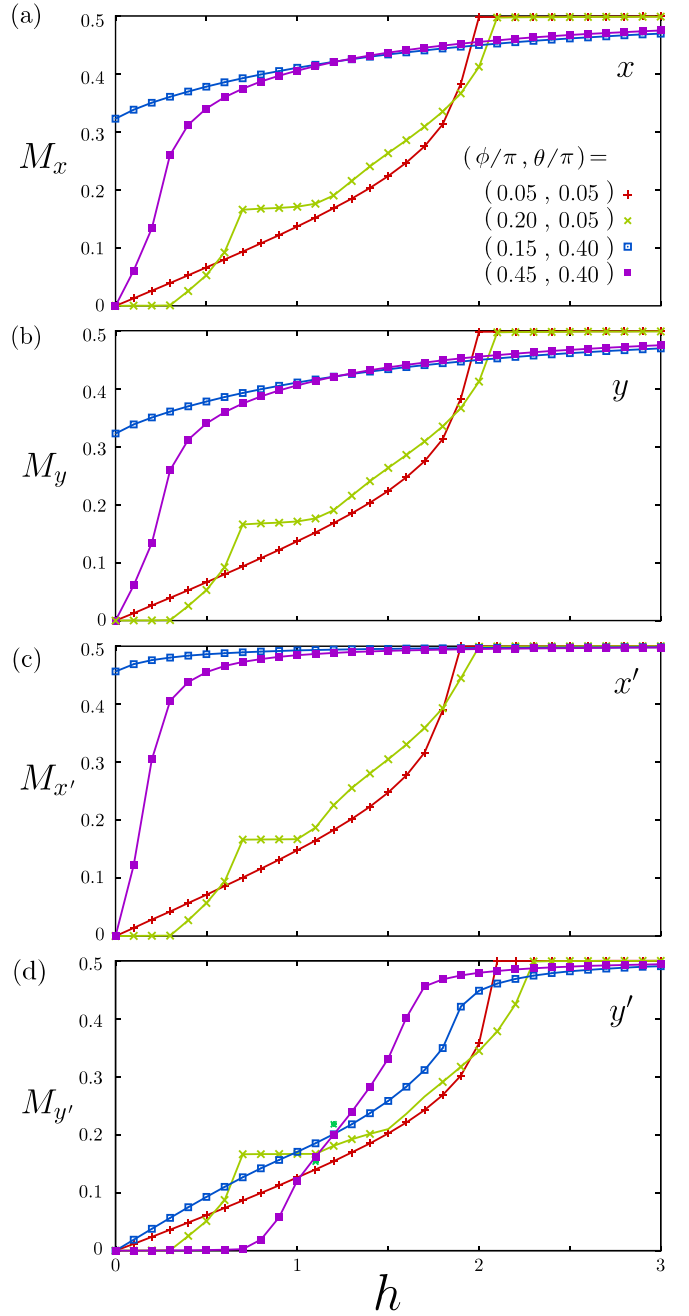 (a)
0.5
0.4
0.3
0.2
0.1
0
M_x
x
(ϕ/π , θ/π) =
(0.05 , 0.05)
(0.20 , 0.05)
(0.15 , 0.40)
(0.45 , 0.40)
(b)
0.5
0.4
0.3
0.2
0.1
0
M_y
y
(c)
0.5
0.4
0.3
0.2
0.1
0
M_x′
x′
(d)
0.5
0.4
0.3
0.2
0.1
0
M_y′
y′
0 1 2 3
h